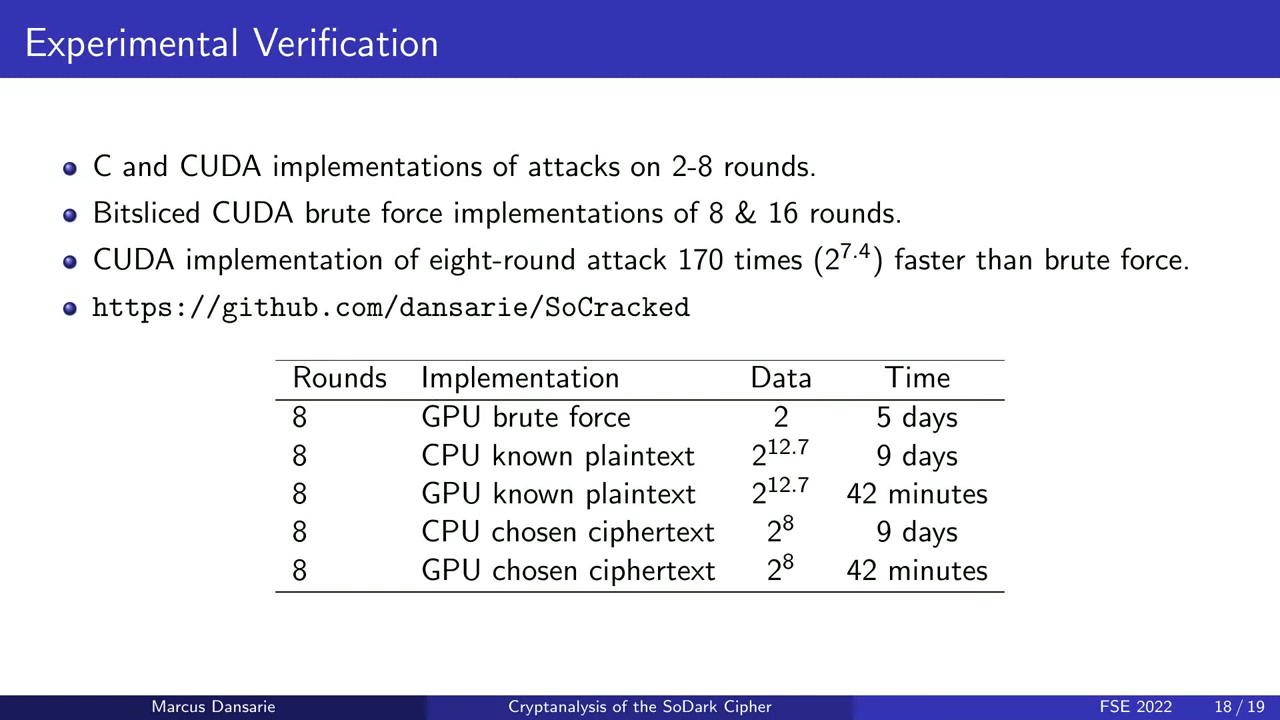 Experimental Verification
C and CUDA implementations of attacks on 2-8 rounds.
Bitsliced CUDA brute force implementations of 8 & 16 rounds.
CUDA implementation of eight-round attack 170 times (2^7.4) faster than brute force.
https://github.com/dansarie/SoCracked
Rounds Implementation Data Time
8 GPU brute force 2 5 days
8 CPU known plaintext 2^12.7 9 days
8 GPU known plaintext 2^12.7 42 minutes
8 CPU chosen ciphertext 2^8 9 days
8 GPU chosen ciphertext 2^8 42 minutes
Marcus Dansarie Cryptanalysis of the SoDark Cipher FSE 2022 18 / 19